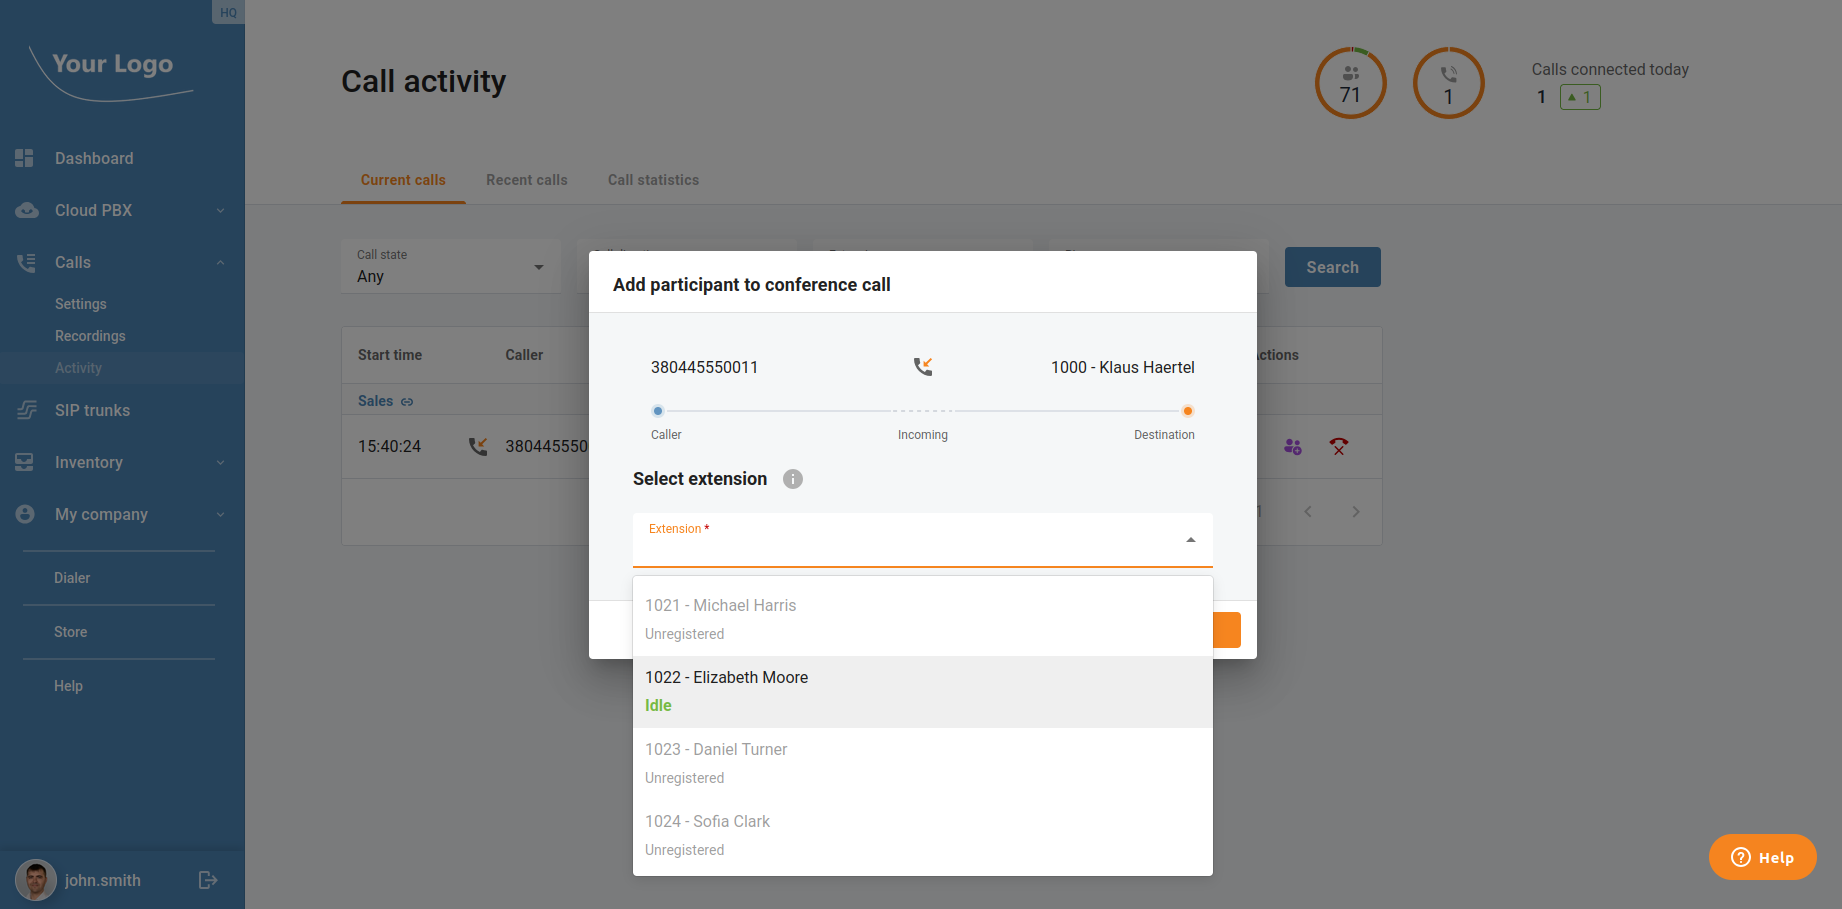 HQ
Your Logo
Dashboard
Cloud PBX
Calls
Settings
Recordings
Activity
SIP trunks
Inventory
My company
Dialer
Store
Help
john.smith
Call activity
71
1
Calls connected today
1 ▲ 1
Current calls
Recent calls
Call statistics
Call state
Any
Search
Start time
Caller
Sales
15:40:24
3804455500
Add participant to conference call
380445550011
1000 - Klaus Haertel
Caller
Incoming
Destination
Select extension
Extension *
1021 - Michael Harris
Unregistered
1022 - Elizabeth Moore
Idle
1023 - Daniel Turner
Unregistered
1024 - Sofia Clark
Unregistered
Help